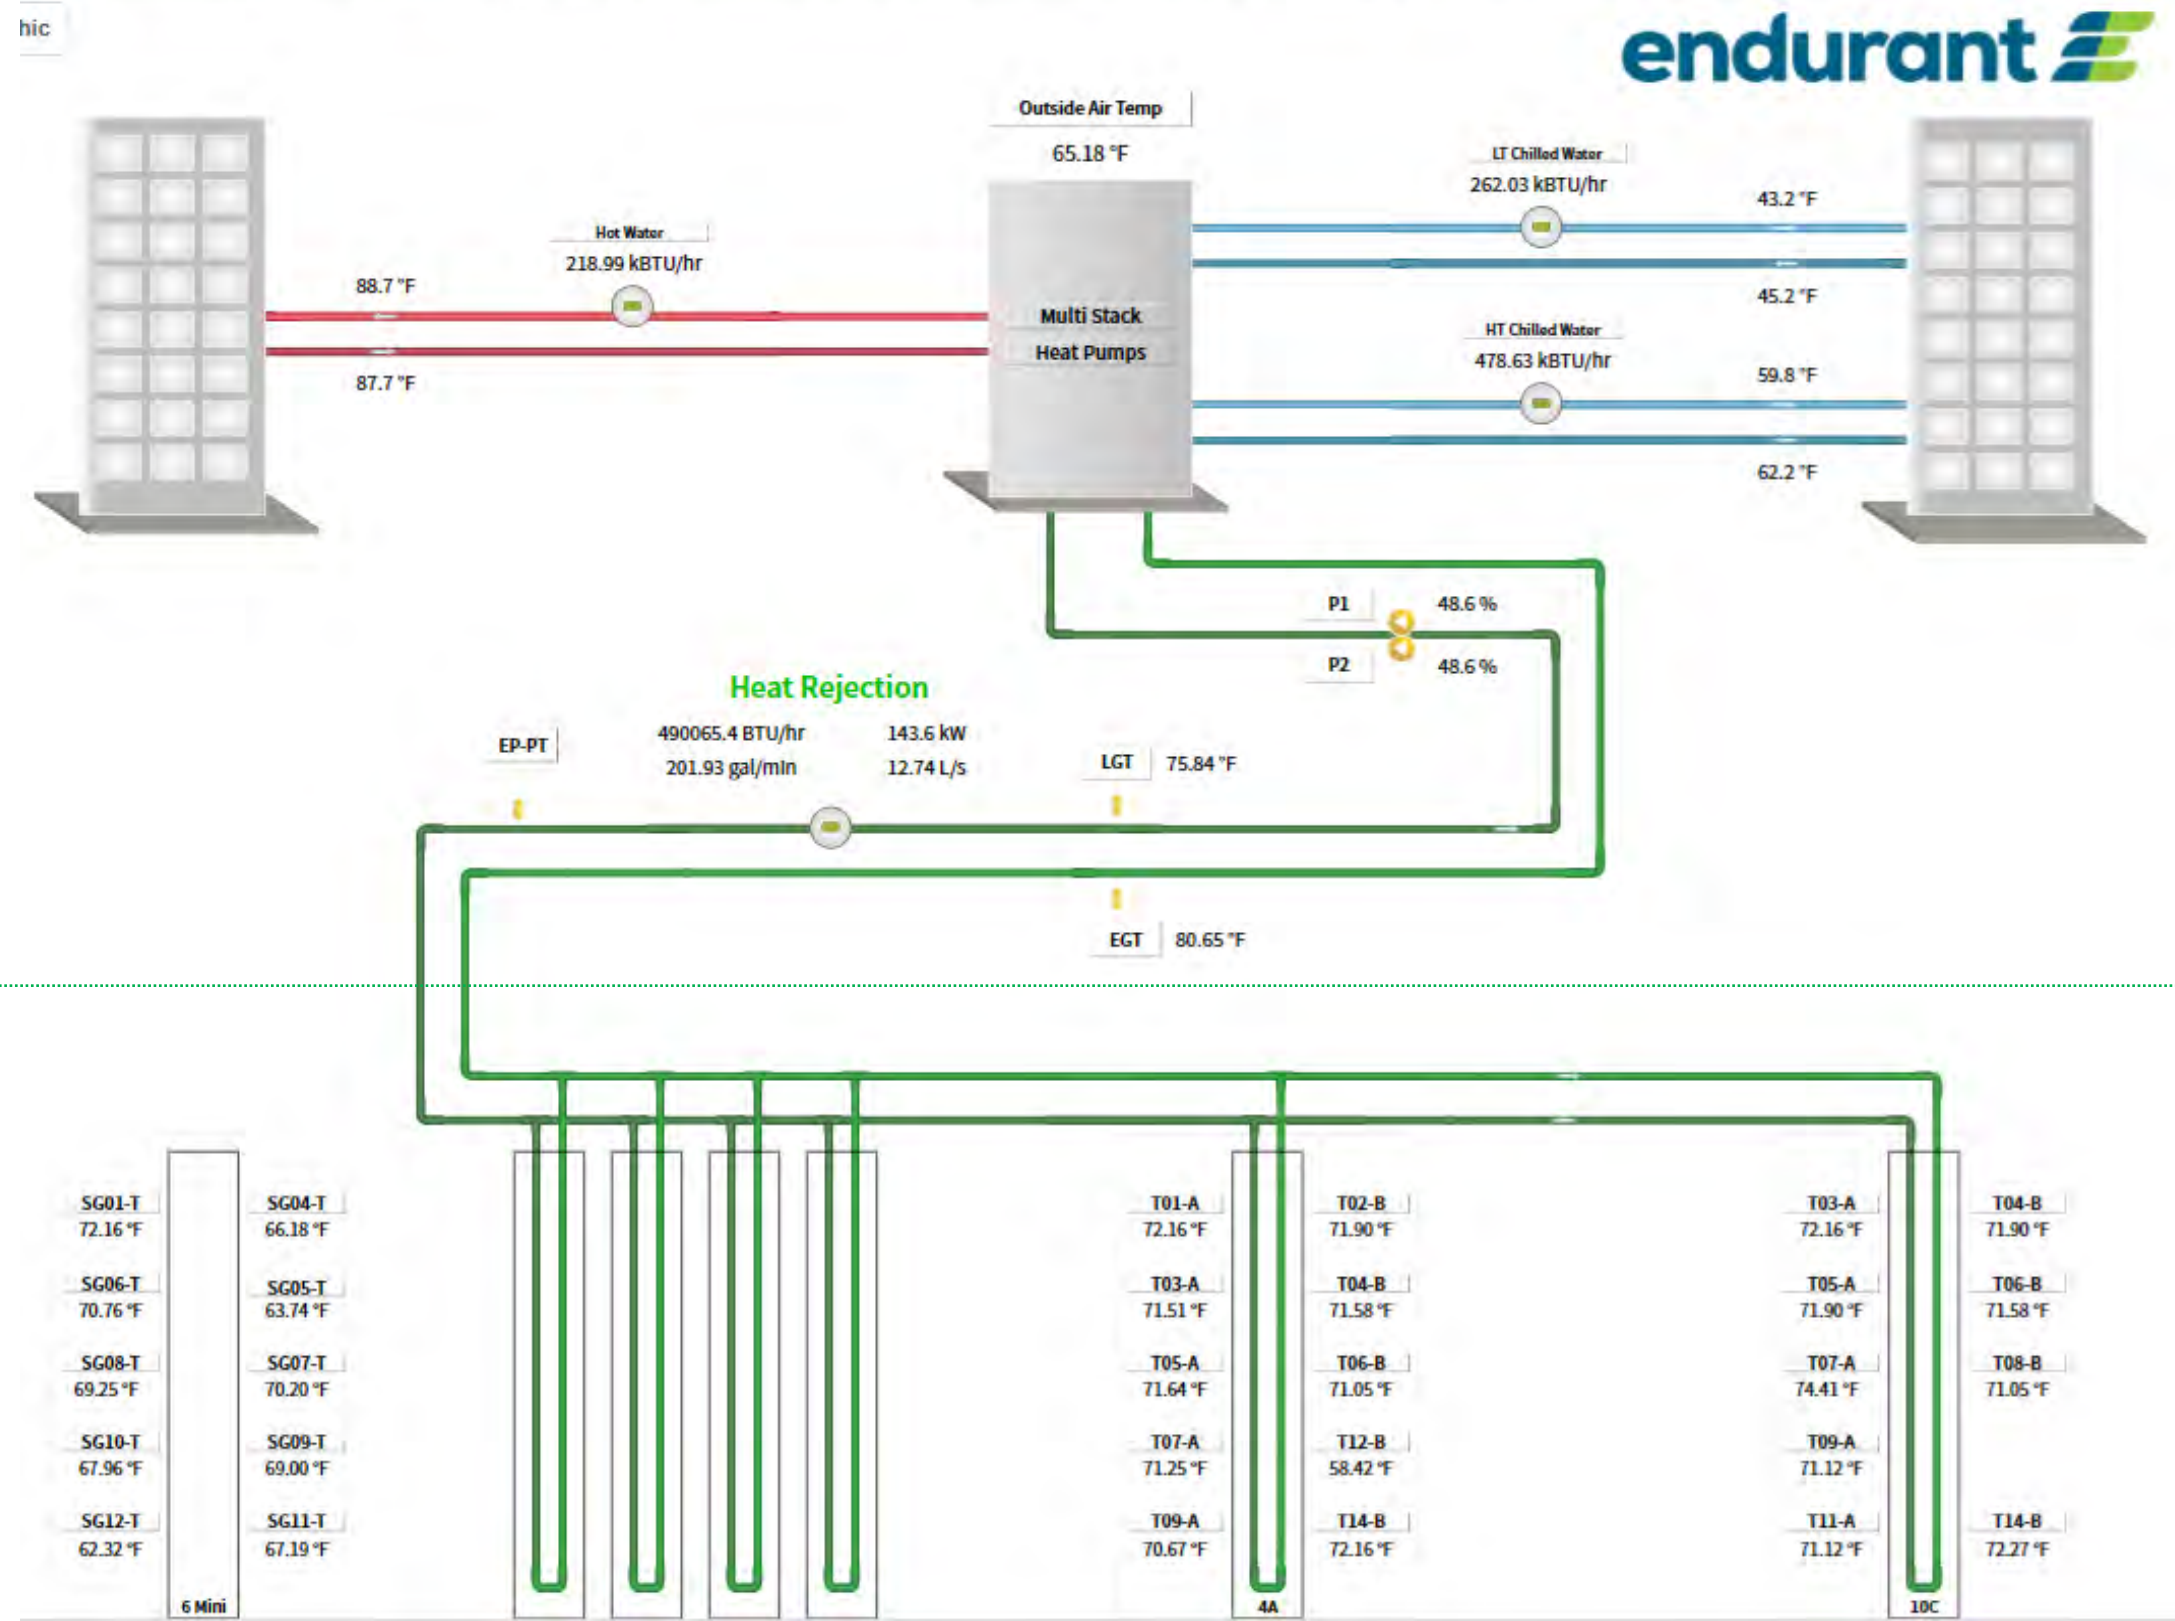 hic
endurant
Outside Air Temp
65.18 °F
LT Chilled Water
262.03 kBTU/hr
43.2 °F
45.2 °F
Hot Water
218.99 kBTU/hr
88.7 °F
87.7 °F
Multi Stack
Heat Pumps
HT Chilled Water
478.63 kBTU/hr
59.8 °F
62.2 °F
P1 48.6 %
P2 48.6 %
Heat Rejection
490065.4 BTU/hr 143.6 kW
201.93 gal/min 12.74 L/s
EP-PT
LGT 75.84 °F
EGT 80.65 °F
SG01-T SG04-T T01-A T02-B T03-A T04-B
72.16 °F 66.18 °F 72.16 °F 71.90 °F 72.16 °F 71.90 °F
SG06-T SG05-T T03-A T04-B T05-A T06-B
70.76 °F 63.74 °F 71.51 °F 71.58 °F 71.90 °F 71.58 °F
SG08-T SG07-T T05-A T06-B T07-A T08-B
69.25 °F 70.20 °F 71.64 °F 71.05 °F 74.41 °F 71.05 °F
SG10-T SG09-T T07-A T12-B T09-A
67.96 °F 69.00 °F 71.25 °F 58.42 °F 71.12 °F
SG12-T SG11-T T09-A T14-B T11-A T14-B
62.32 °F 67.19 °F 70.67 °F 72.16 °F 71.12 °F 72.27 °F
6 Mini 4A 10C